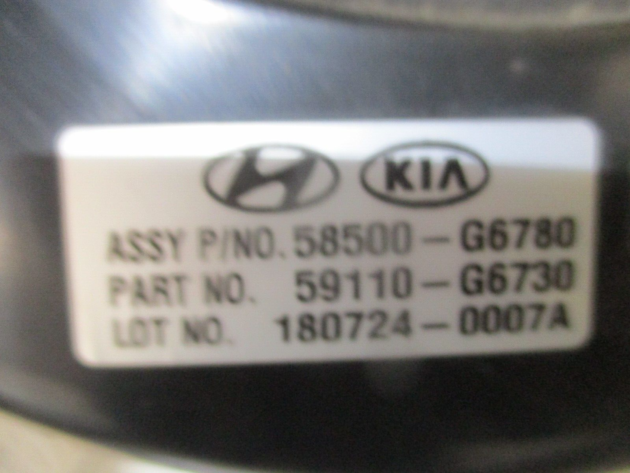 KIA
ASSY P/NO. 58500-G6780
PART NO. 59110-G6730
LOT NO. 180724-0007A